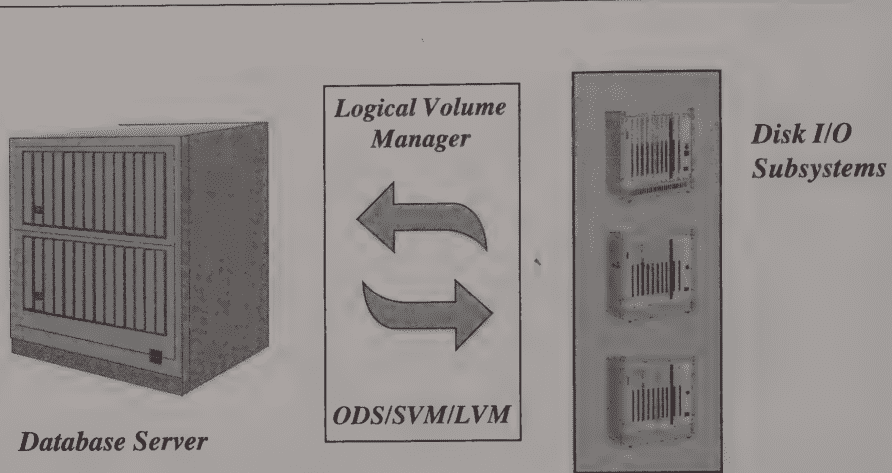 Logical Volume
Manager
Disk I/O
Subsystems
ODS/SVM/LVM
Database Server